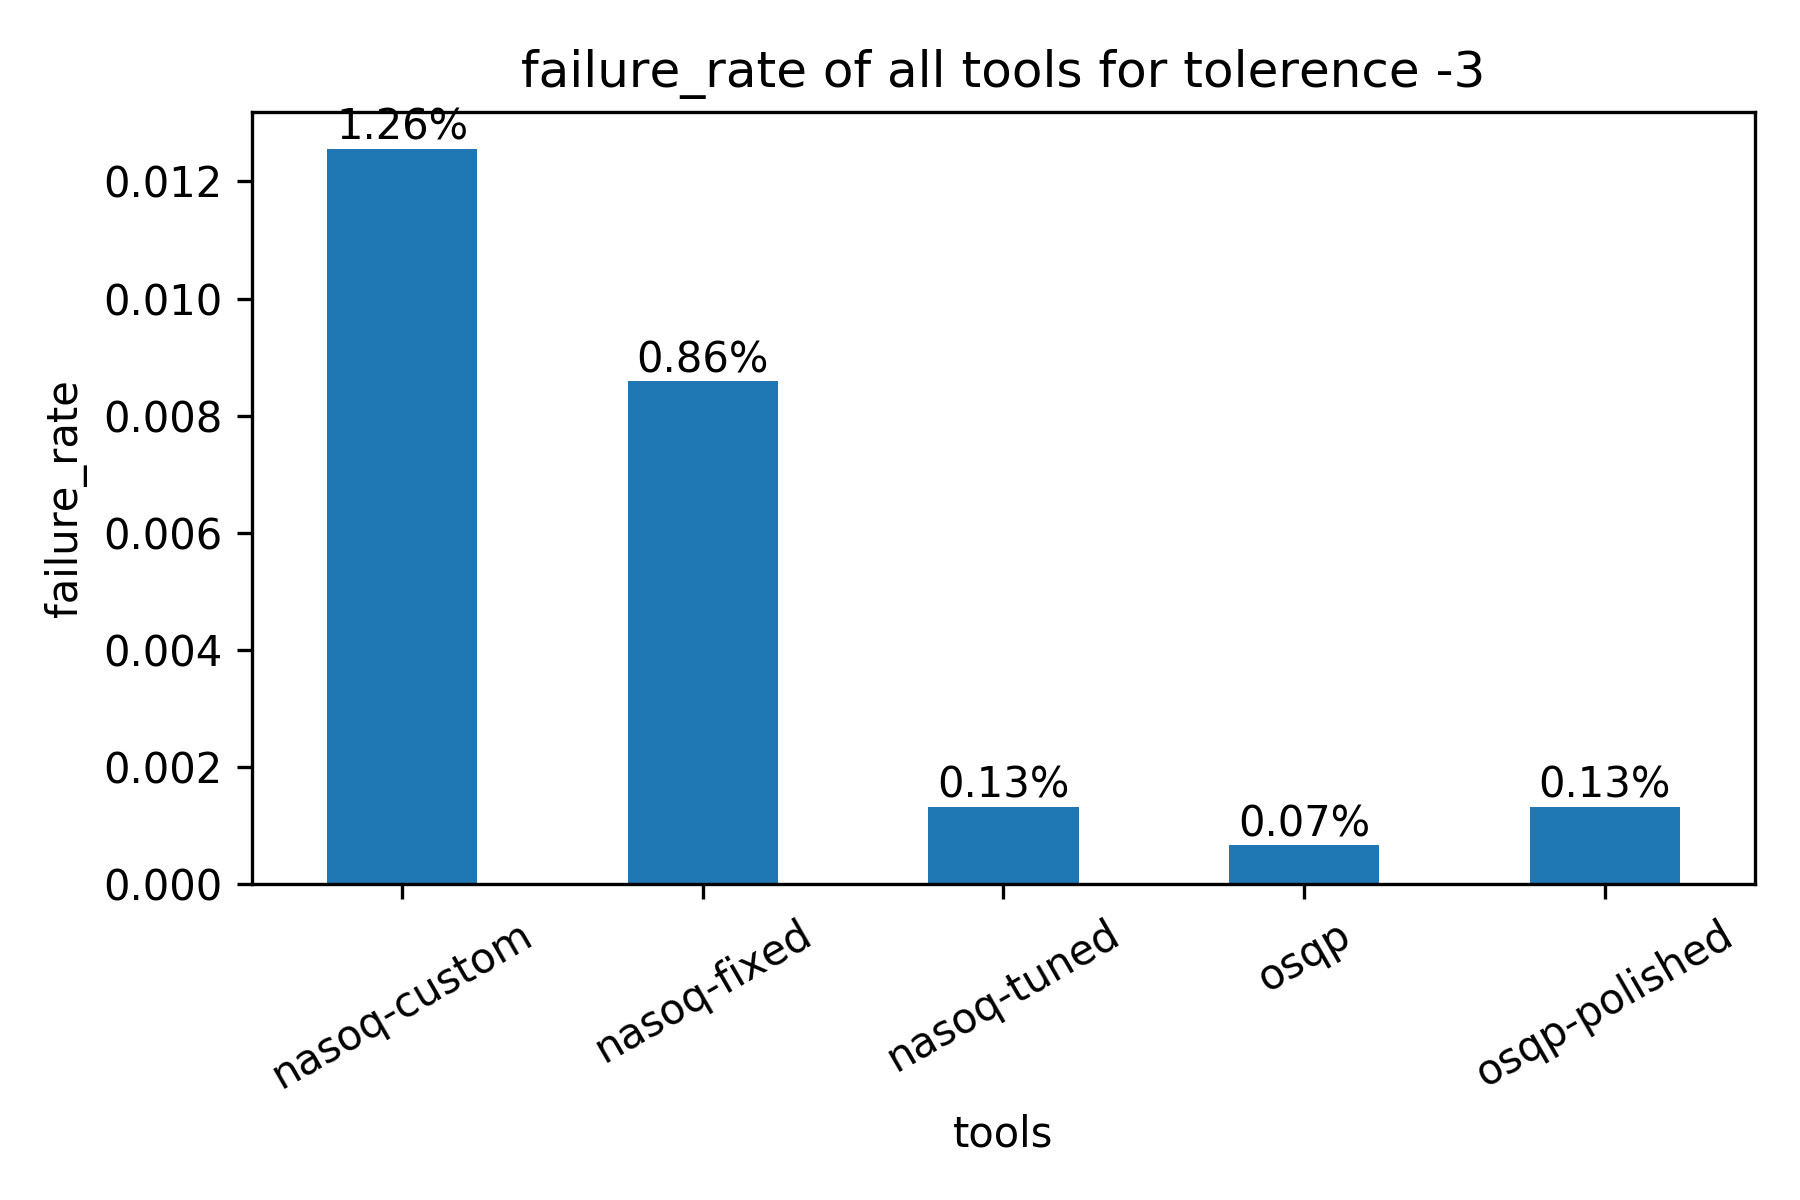 failure_rate of all tools for tolerence -3
1.26%
0.86%
0.13%
0.07%
0.13%
0.012
0.010
0.008
0.006
0.004
0.002
0.000
failure_rate
nasoq-custom
nasoq-fixed
nasoq-tuned
osqp
osqp-polished
tools